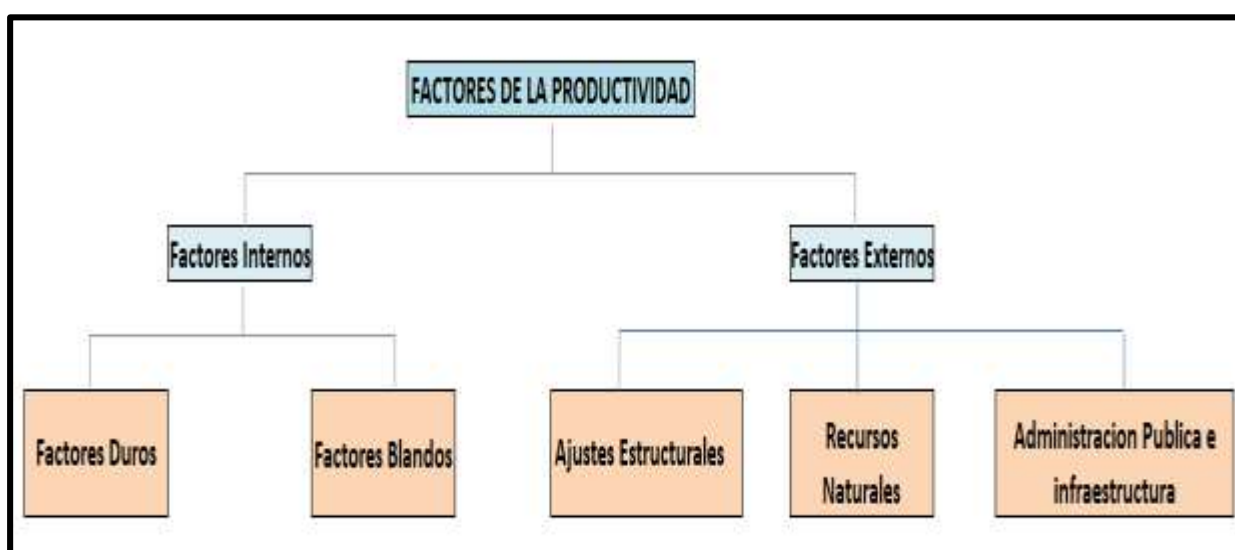 FACTORES DE LA PRODUCTIVIDAD
Factores Internos
Factores Externos
Factores Duros
Factores Blandos
Ajustes Estructurales
Recursos
Naturales
Administracion Publica e
infraestructura